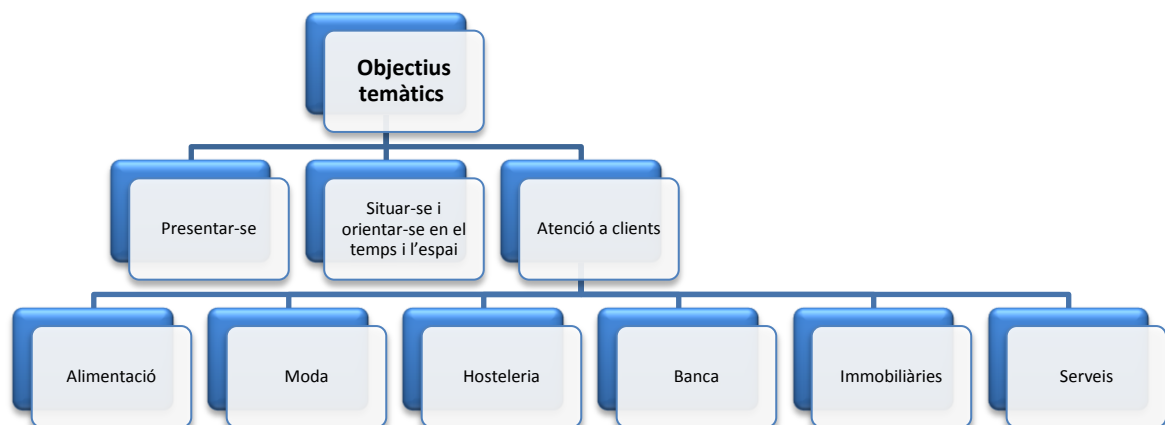 Objectius
temàtics
Presentar-se
Situar-se i
orientar-se en el
temps i l’espai
Atenció a clients
Alimentació
Moda
Hosteleria
Banca
Immobiliàries
Serveis